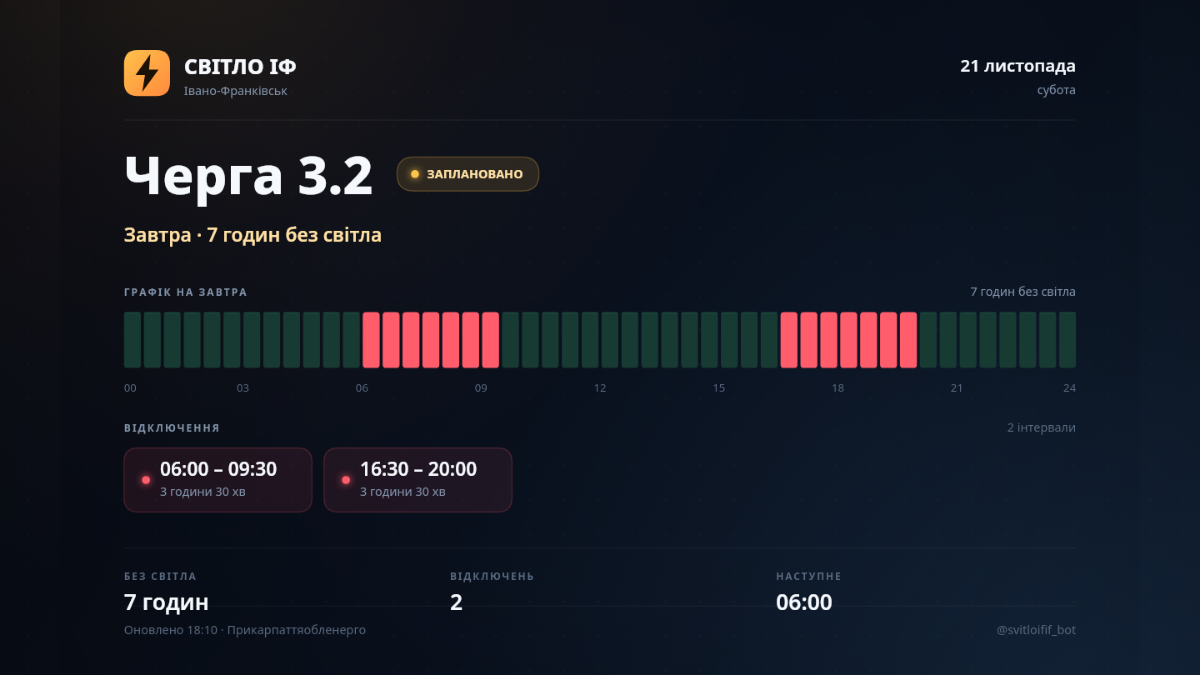 СВІТЛО ІФ
Івано-Франківськ
21 листопада
субота
Черга 3.2
ЗАПЛАНОВАНО
Завтра · 7 годин без світла
ГРАФІК НА ЗАВТРА
7 годин без світла
00 03 06 09 12 15 18 21 24
ВІДКЛЮЧЕННЯ
2 інтервали
06:00 – 09:30
3 години 30 хв
16:30 – 20:00
3 години 30 хв
БЕЗ СВІТЛА
7 годин
ВІДКЛЮЧЕНЬ
2
НАСТУПНЕ
06:00
Оновлено 18:10 · Прикарпаттяобленерго
@svitloifif_bot